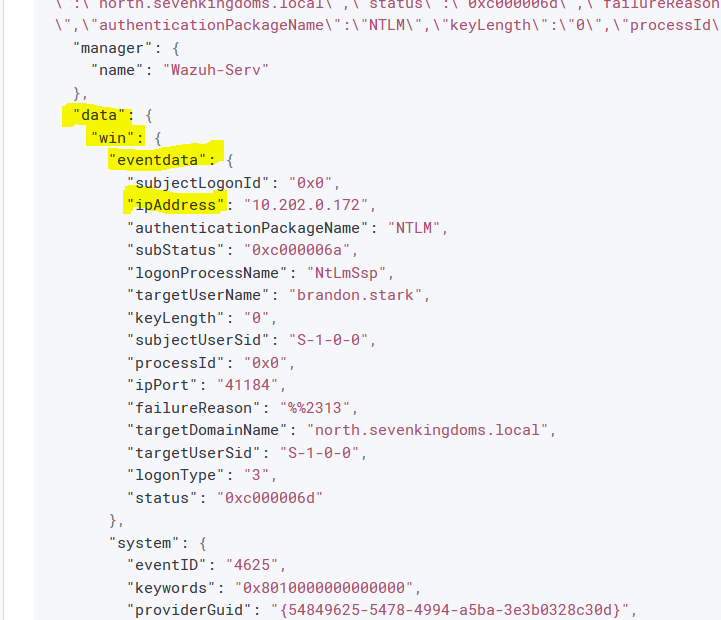 \":\"north.sevenkingdoms.local\",\"status\":\"0xc000006d\",\"failureReason
\",\"authenticationPackageName\":\"NTLM\",\"keyLength\":\"0\",\"processId\
"manager": {
"name": "Wazuh-Serv"
},
"data": {
"win": {
"eventdata": {
"subjectLogonId": "0x0",
"ipAddress": "10.202.0.172",
"authenticationPackageName": "NTLM",
"subStatus": "0xc000006a",
"logonProcessName": "NtLmSsp",
"targetUserName": "brandon.stark",
"keyLength": "0",
"subjectUserSid": "S-1-0-0",
"processId": "0x0",
"ipPort": "41184",
"failureReason": "%%2313",
"targetDomainName": "north.sevenkingdoms.local",
"targetUserSid": "S-1-0-0",
"logonType": "3",
"status": "0xc000006d"
},
"system": {
"eventID": "4625",
"keywords": "0x8010000000000000",
"providerGuid": "{54849625-5478-4994-a5ba-3e3b0328c30d}",